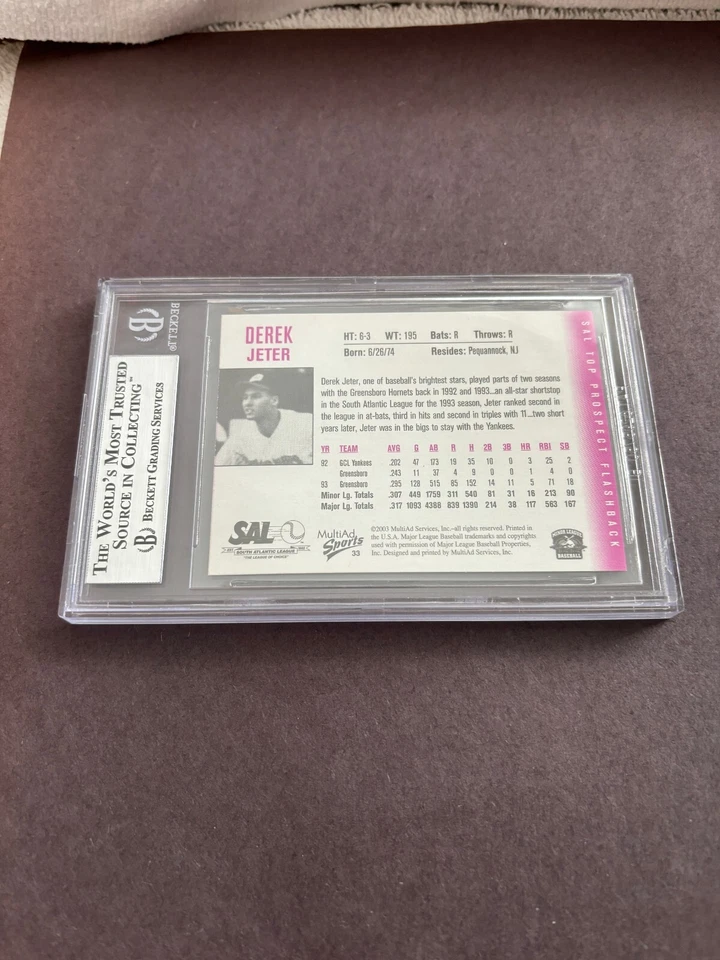 BECKETT®
B
THE WORLD'S MOST TRUSTED
SOURCE IN COLLECTING™
BECKETT GRADING SERVICES
DEREK
JETER
HT: 6-3 WT: 195 Bats: R Throws: R
Born: 6/26/74 Resides: Pequannock, NJ
Derek Jeter, one of baseball's brightest stars, played parts of two seasons
with the Greensboro Hornets back in 1992 and 1993...an all-star shortstop
in the South Atlantic League for the 1993 season, Jeter ranked second in
the league in at-bats, third in hits and second in triples with 11...two short
years later, Jeter was in the bigs to stay with the Yankees.
YR TEAM AVG G AB R H 2B 3B HR RBI SB
92 GCL Yankees .202 47 173 19 35 10 0 3 25 2
Greensboro .243 11 37 4 9 0 0 1 4 0
93 Greensboro .295 128 515 85 152 14 11 5 71 18
Minor Lg. Totals .307 449 1759 311 540 81 31 16 213 90
Major Lg. Totals .317 1093 4388 839 1390 214 38 117 563 167
SAL
SOUTH ATLANTIC LEAGUE
"THE LEAGUE OF CHOICE"
MultiAd
Sports
33
©2003 MultiAd Services, Inc.–all rights reserved. Printed in
the U.S.A. Major League Baseball trademarks and copyrights
used with permission of Major League Baseball Properties,
Inc. Designed and printed by MultiAd Services, Inc.
MINOR LEAGUE
BASEBALL
SAL TOP PROSPECT FLASHBACK